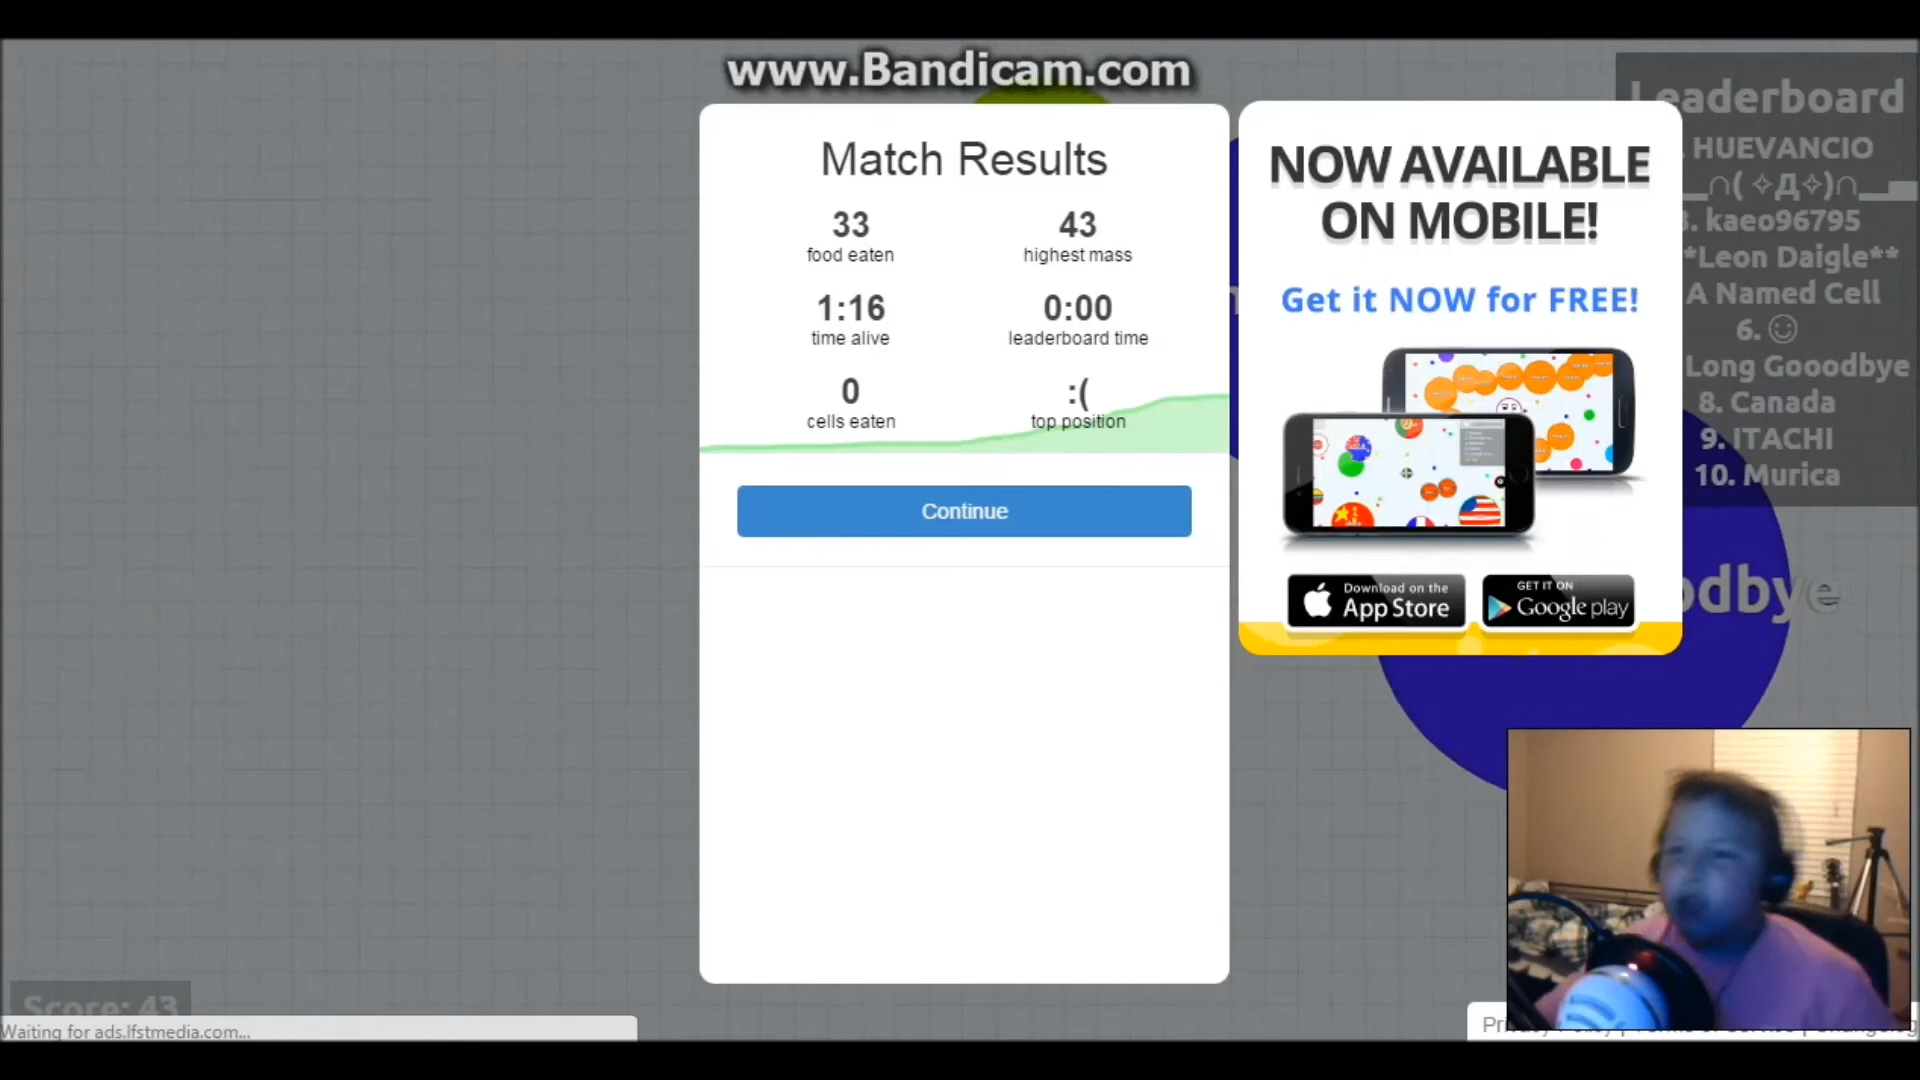 www.Bandicam.com
Match Results
33
food eaten
43
highest mass
1:16
time alive
0:00
leaderboard time
0
cells eaten
:(
top position
Continue
NOW AVAILABLE
ON MOBILE!
Get it NOW for FREE!
Download on the
App Store
GET IT ON
Google play
Leaderboard
HUEVANCIO
∩( ✧Д✧)∩
3. kaeo96795
*Leon Daigle**
A Named Cell
6. ☺
Long Gooodbye
8. Canada
9. ITACHI
10. Murica
odbye
Score: 43
Waiting for ads.lfstmedia.com...